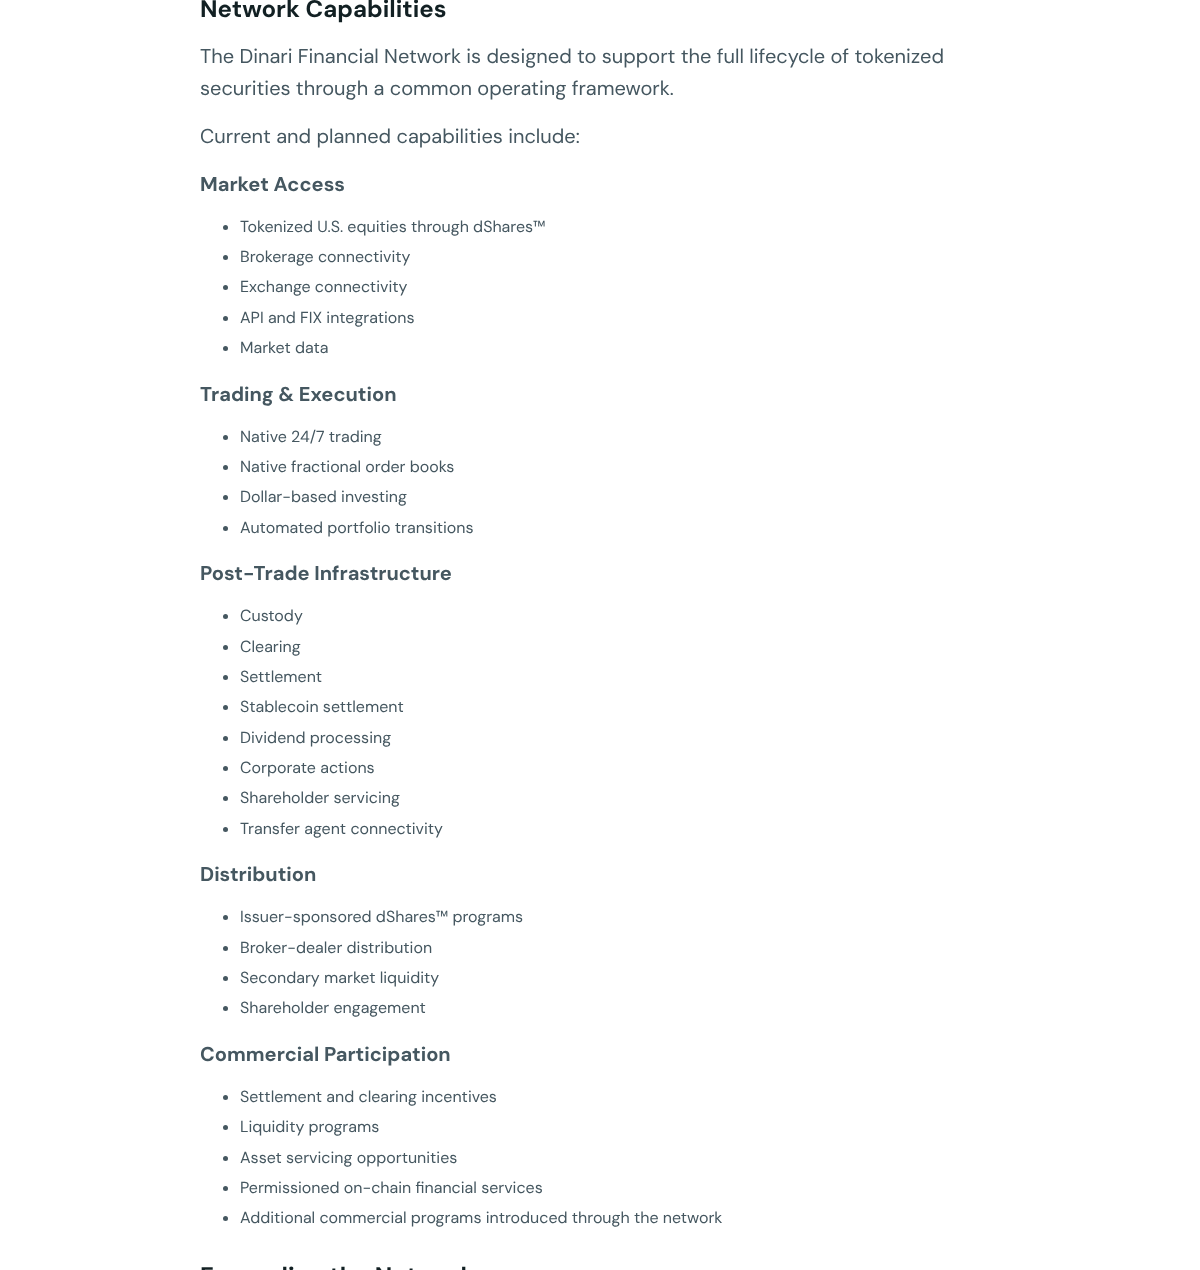 Network Capabilities
The Dinari Financial Network is designed to support the full lifecycle of tokenized
securities through a common operating framework.
Current and planned capabilities include:
Market Access
• Tokenized U.S. equities through dShares™
• Brokerage connectivity
• Exchange connectivity
• API and FIX integrations
• Market data
Trading & Execution
• Native 24/7 trading
• Native fractional order books
• Dollar-based investing
• Automated portfolio transitions
Post-Trade Infrastructure
• Custody
• Clearing
• Settlement
• Stablecoin settlement
• Dividend processing
• Corporate actions
• Shareholder servicing
• Transfer agent connectivity
Distribution
• Issuer-sponsored dShares™ programs
• Broker-dealer distribution
• Secondary market liquidity
• Shareholder engagement
Commercial Participation
• Settlement and clearing incentives
• Liquidity programs
• Asset servicing opportunities
• Permissioned on-chain financial services
• Additional commercial programs introduced through the network